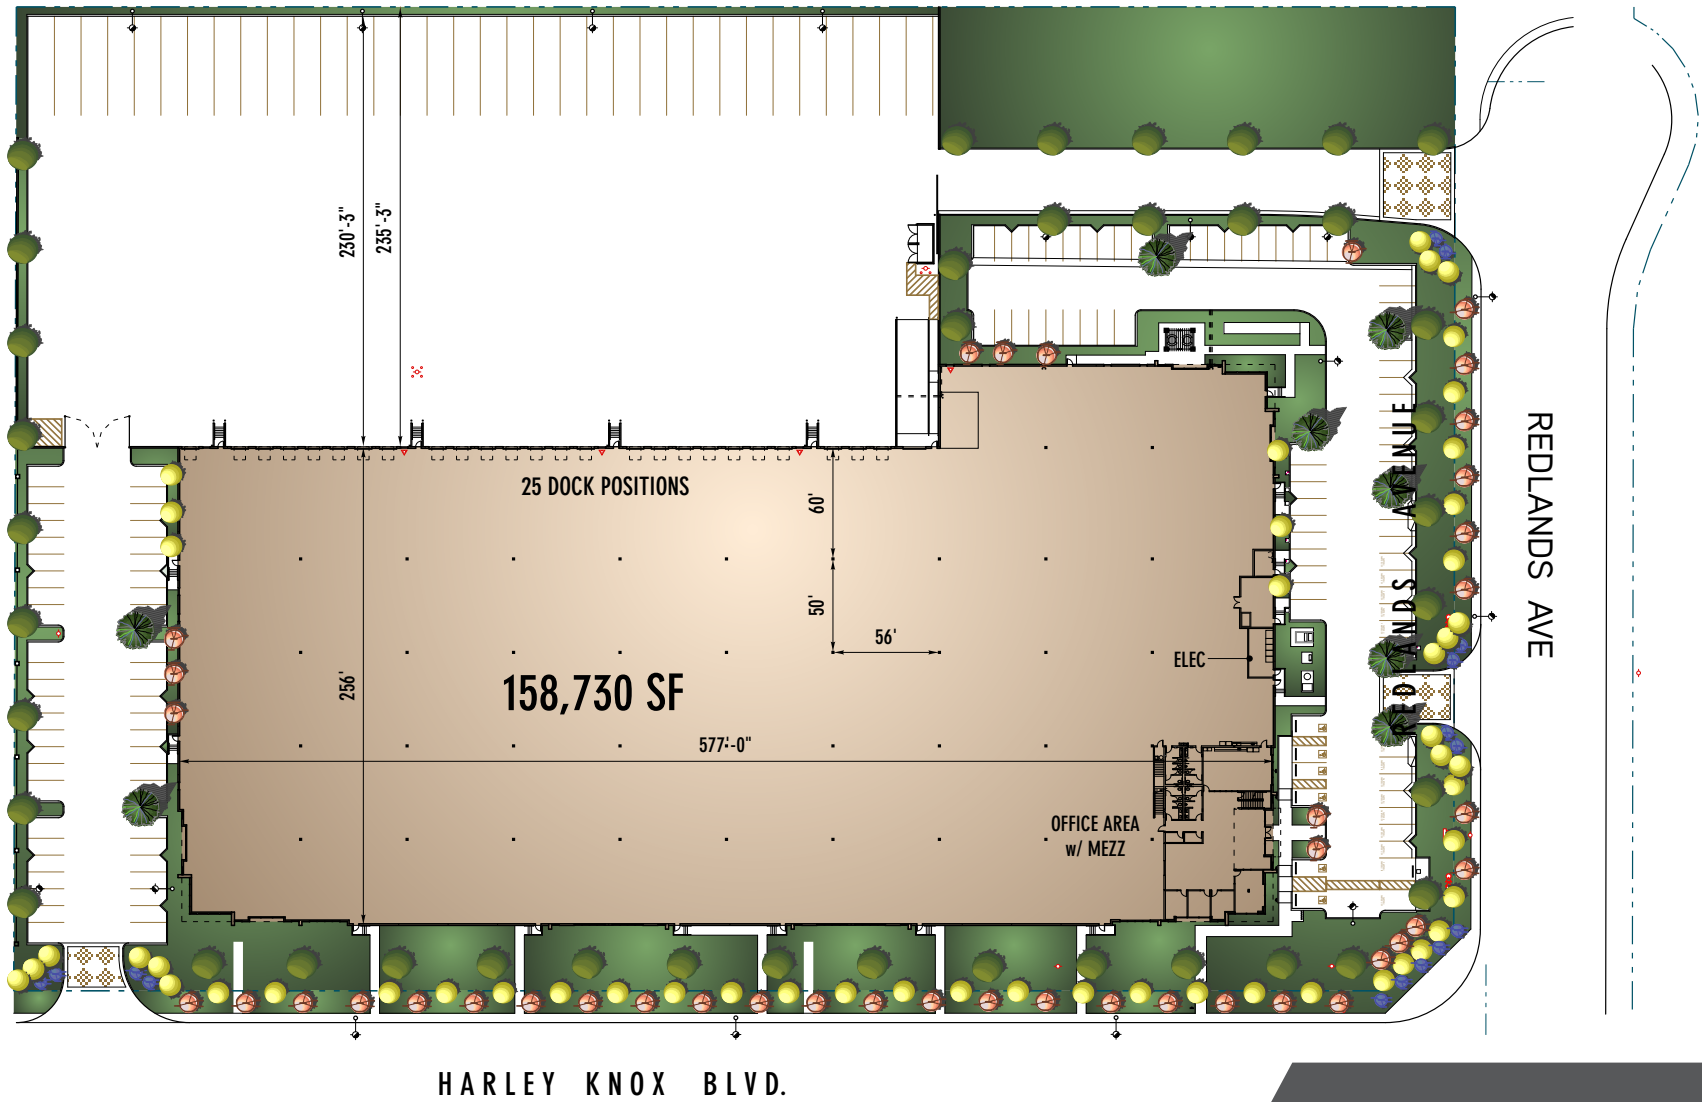 230'-3"
235'-3"
25 DOCK POSITIONS
60'
50'
56'
ELEC
256'
158,730 SF
577'-0"
OFFICE AREA
w/ MEZZ
REDLANDS AVENUE
REDLANDS AVE
HARLEY KNOX BLVD.